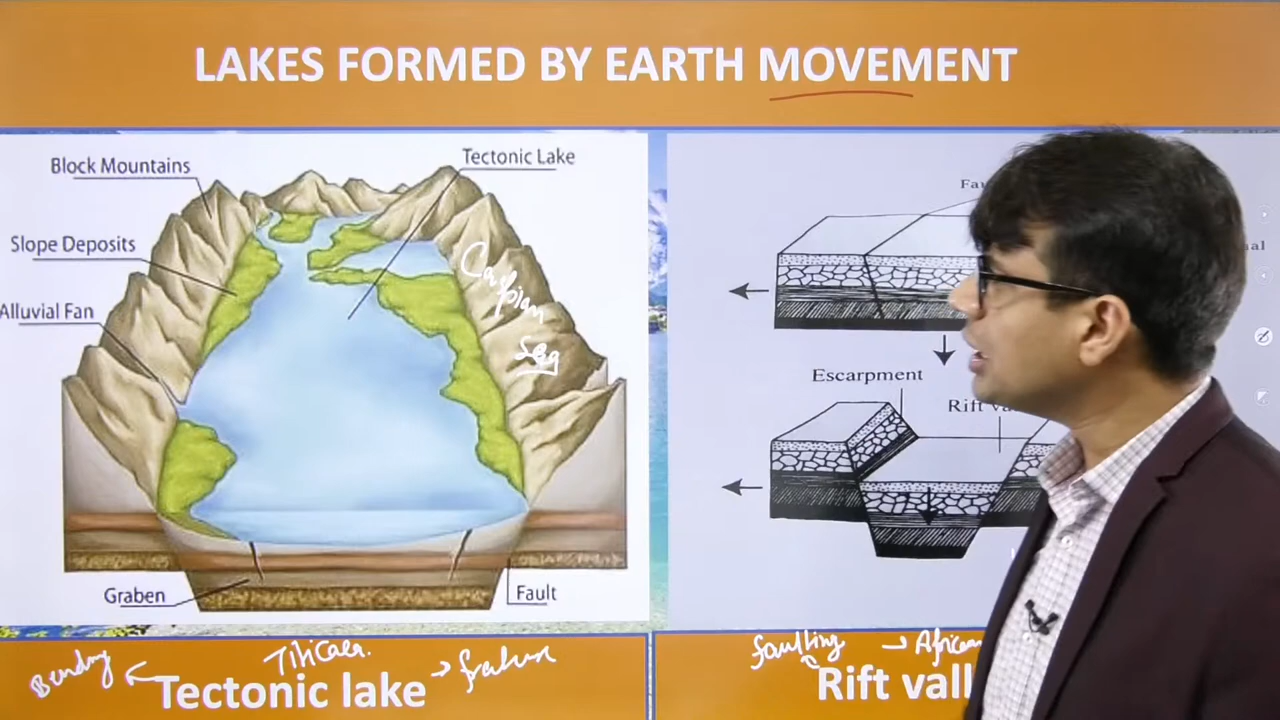 LAKES FORMED BY EARTH MOVEMENT
Block Mountains
Tectonic Lake
Slope Deposits
Alluvial Fan
Caspian
Sea
Graben
Fault
Escarpment
Bending
Titicaca.
fracture
Tectonic lake
faulting
African
Rift